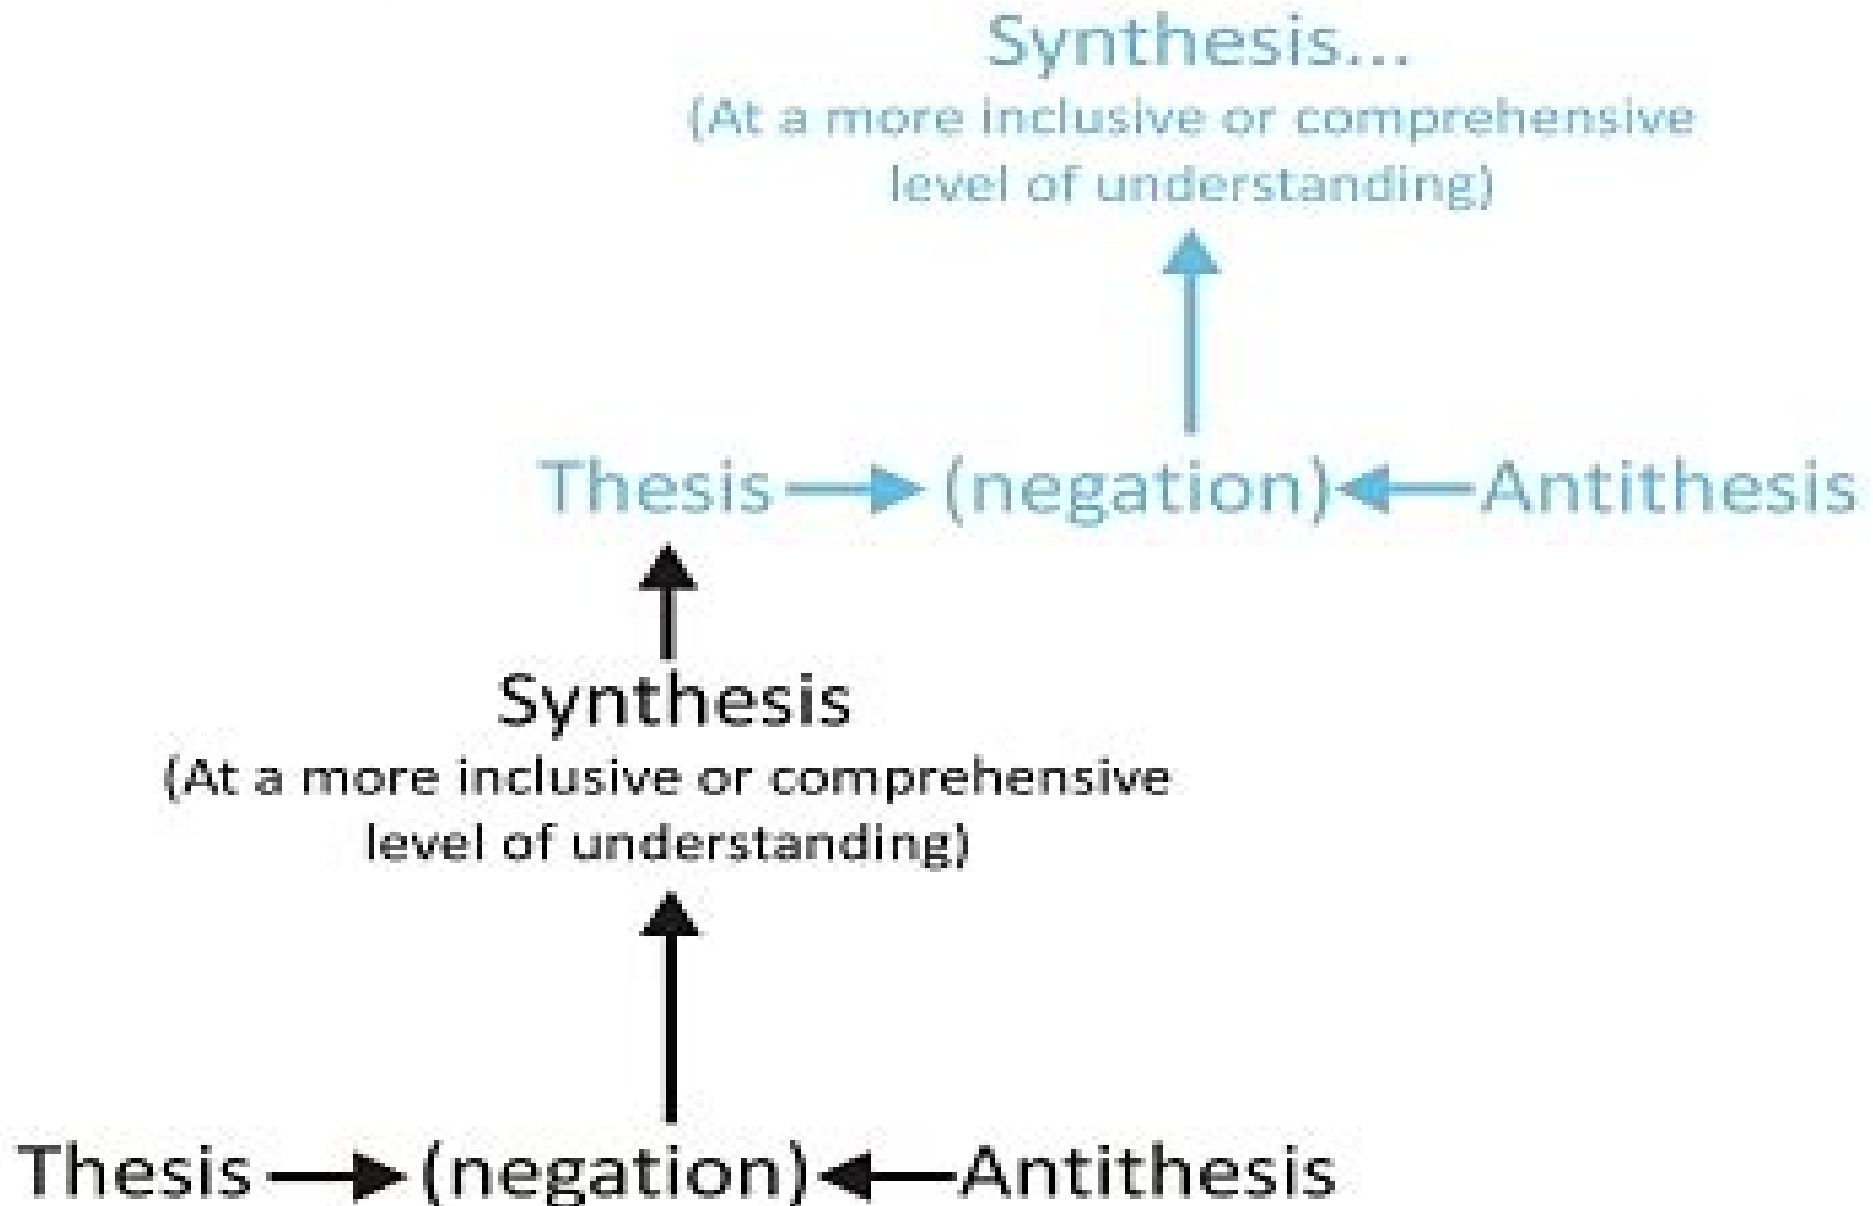 Synthesis...
(At a more inclusive or comprehensive
level of understanding)
Thesis (negation) Antithesis
Synthesis
(At a more inclusive or comprehensive
level of understanding)
Thesis (negation) Antithesis